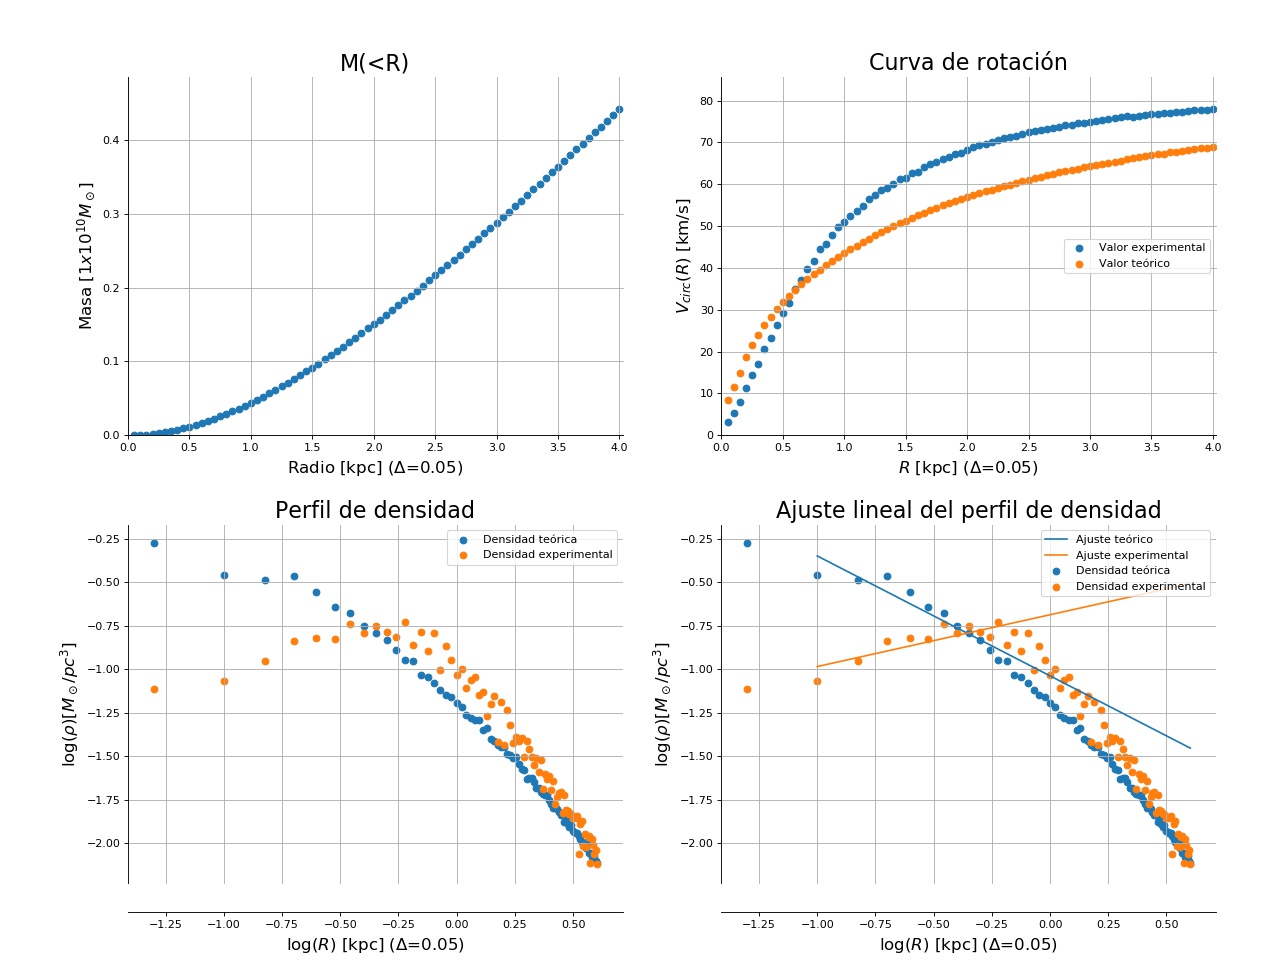 M(<R)
Masa [1x10^10 M_⊙]
0.4
0.3
0.2
0.1
0.0
0.0 0.5 1.0 1.5 2.0 2.5 3.0 3.5 4.0
Radio [kpc] (Δ=0.05)
Curva de rotación
V_circ(R) [km/s]
80
70
60
50
40
30
20
10
0
Valor experimental
Valor teórico
0.0 0.5 1.0 1.5 2.0 2.5 3.0 3.5 4.0
R [kpc] (Δ=0.05)
Perfil de densidad
log(ρ)[M_⊙/pc^3]
−0.25
−0.50
−0.75
−1.00
−1.25
−1.50
−1.75
−2.00
Densidad teórica
Densidad experimental
−1.25 −1.00 −0.75 −0.50 −0.25 0.00 0.25 0.50
log(R) [kpc] (Δ=0.05)
Ajuste lineal del perfil de densidad
log(ρ)[M_⊙/pc^3]
−0.25
−0.50
−0.75
−1.00
−1.25
−1.50
−1.75
−2.00
Ajuste teórico
Ajuste experimental
Densidad teórica
Densidad experimental
−1.25 −1.00 −0.75 −0.50 −0.25 0.00 0.25 0.50
log(R) [kpc] (Δ=0.05)